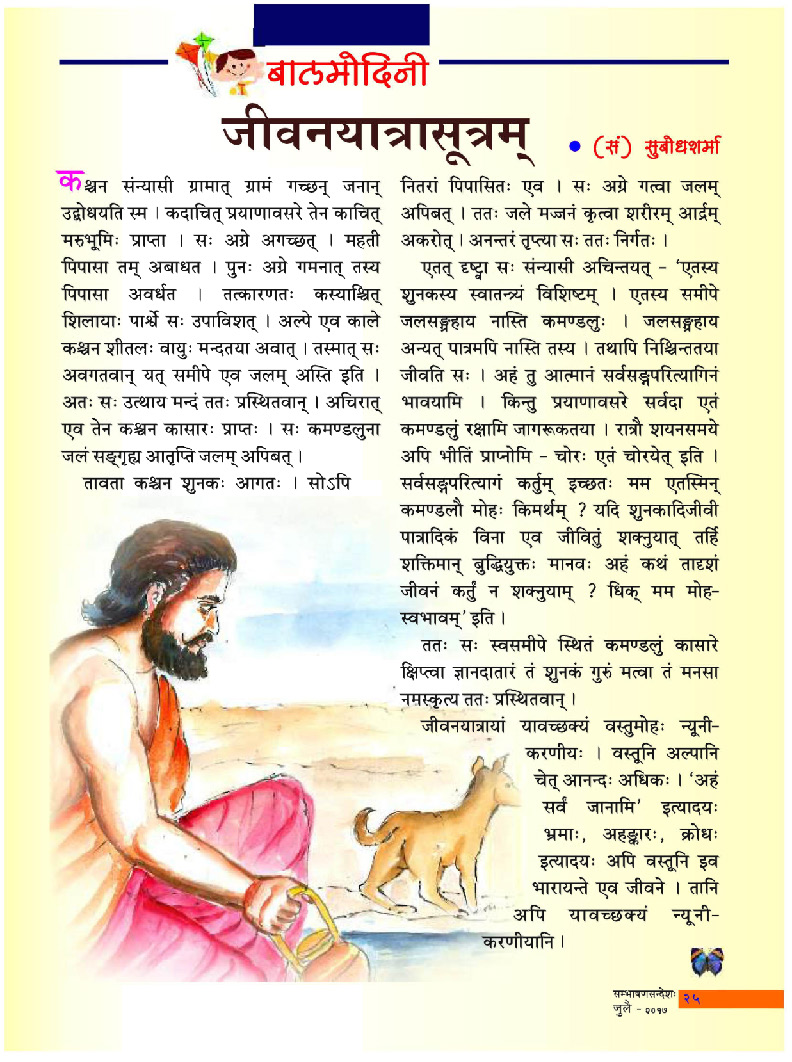 बालमोदिनी
जीवनयात्रासूत्रम्
• (सं) सुबोधशर्मा
कश्चन संन्यासी ग्रामात् ग्रामं गच्छन् जनान्
उद्बोधयति स्म । कदाचित् प्रयाणावसरे तेन काचित्
मरुभूमिः प्राप्ता । सः अग्रे अगच्छत् । महती
पिपासा तम् अबाधत । पुनः अग्रे गमनात् तस्य
पिपासा अवर्धत । तत्कारणतः कस्याश्चित्
शिलायाः पार्श्वे सः उपाविशत् । अल्पे एव काले
कश्चन शीतलः वायुः मन्दतया अवात् । तस्मात् सः
अवगतवान् यत् समीपे एव जलम् अस्ति इति ।
अतः सः उत्थाय मन्दं ततः प्रस्थितवान् । अचिरात्
एव तेन कश्चन कासारः प्राप्तः । सः कमण्डलुना
जलं सङ्गृह्य आतृप्ति जलम् अपिबत् ।
तावता कश्चन शुनकः आगतः । सोऽपि
नितरां पिपासितः एव । सः अग्रे गत्वा जलम्
अपिबत् । ततः जले मज्जनं कृत्वा शरीरम् आर्द्रम्
अकरोत् । अनन्तरं तृप्त्या सः ततः निर्गतः ।
एतत् दृष्ट्वा सः संन्यासी अचिन्तयत् - ‘एतस्य
शुनकस्य स्वातन्त्र्यं विशिष्टम् । एतस्य समीपे
जलसङ्ग्रहाय नास्ति कमण्डलुः । जलसङ्ग्रहाय
अन्यत् पात्रमपि नास्ति तस्य । तथापि निश्चिन्ततया
जीवति सः । अहं तु आत्मानं सर्वसङ्गपरित्यागिनं
भावयामि । किन्तु प्रयाणावसरे सर्वदा एतं
कमण्डलुं रक्षामि जागरूकतया । रात्रौ शयनसमये
अपि भीतिं प्राप्नोमि - चोरः एतं चोरयेत् इति ।
सर्वसङ्गपरित्यागं कर्तुम् इच्छतः मम एतस्मिन्
कमण्डलौ मोहः किमर्थम् ? यदि शुनकादिजीवी
पात्रादिकं विना एव जीवितुं शक्नुयात् तर्हि
शक्तिमान् बुद्धियुक्तः मानवः अहं कथं तादृशं
जीवनं कर्तुं न शक्नुयाम् ? धिक् मम मोह-
स्वभावम्’ इति ।
ततः सः स्वसमीपे स्थितं कमण्डलुं कासारे
क्षिप्त्वा ज्ञानदातारं तं शुनकं गुरुं मत्वा तं मनसा
नमस्कृत्य ततः प्रस्थितवान् ।
जीवनयात्रायां यावच्छक्यं वस्तुमोहः न्यूनी-
करणीयः । वस्तूनि अल्पानि
चेत् आनन्दः अधिकः । ‘अहं
सर्वं जानामि’ इत्यादयः
भ्रमाः, अहङ्कारः, क्रोधः
इत्यादयः अपि वस्तूनि इव
भारायन्ते एव जीवने । तानि
अपि यावच्छक्यं न्यूनी-
करणीयानि ।
सम्भाषणसन्देशः २५
जुलै - २०१७